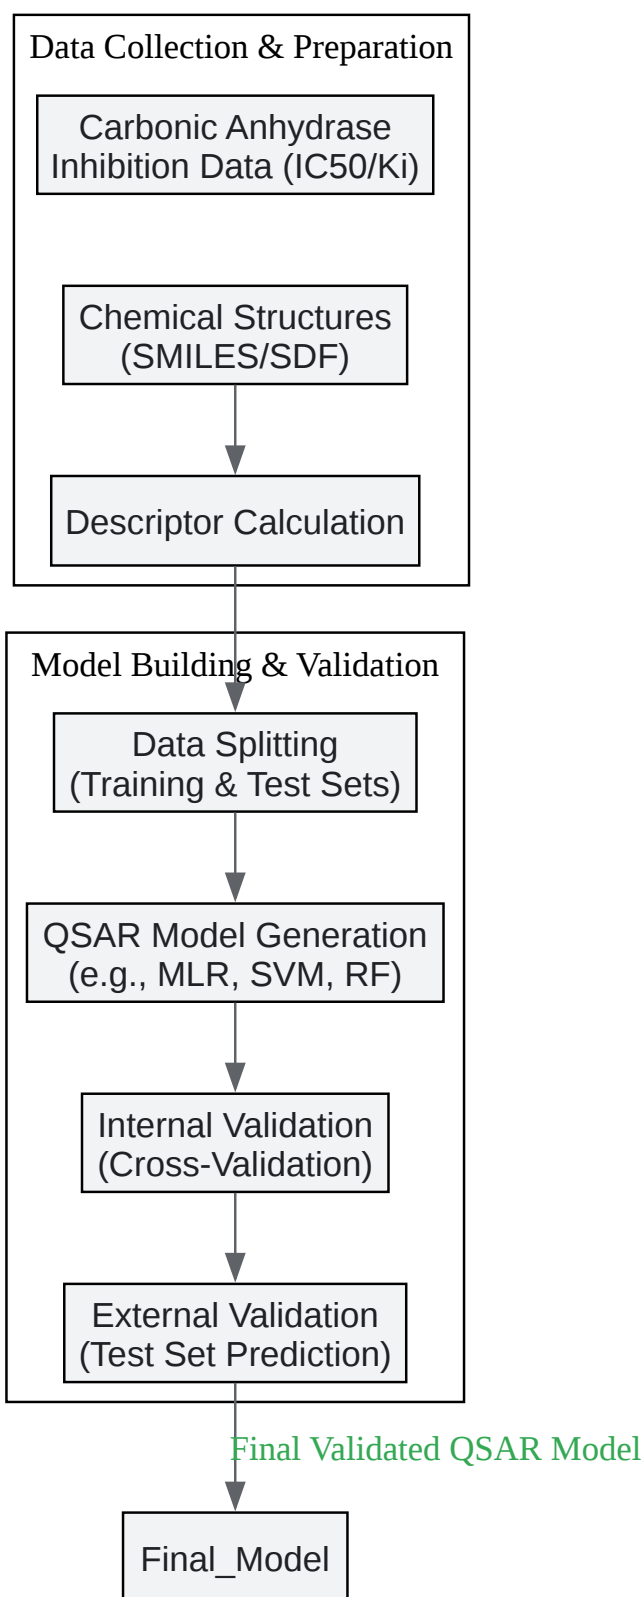 Data Collection & Preparation
Carbonic Anhydrase
Inhibition Data (IC50/Ki)
Chemical Structures
(SMILES/SDF)
Descriptor Calculation
Model Building & Validation
Data Splitting
(Training & Test Sets)
QSAR Model Generation
(e.g., MLR, SVM, RF)
Internal Validation
(Cross-Validation)
External Validation
(Test Set Prediction)
Final Validated QSAR Model
Final_Model